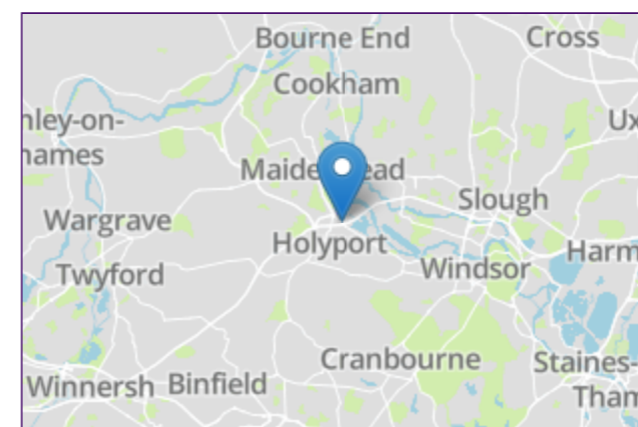 Bourne End
Cross
Cookham
nley-on-
hames
Ux
Maide ead
Slough
Wargrave
Holyport
Harm
Windsor
Twyford
Cranbourne
Staines-
Winnersh
Binfield
Tham